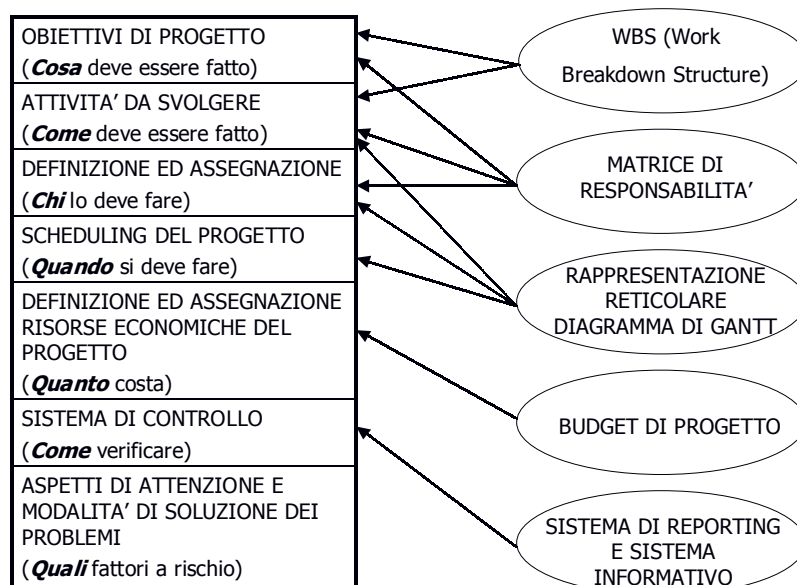 OBIETTIVI DI PROGETTO
(Cosa deve essere fatto)
ATTIVITA’ DA SVOLGERE
(Come deve essere fatto)
DEFINIZIONE ED ASSEGNAZIONE
(Chi lo deve fare)
SCHEDULING DEL PROGETTO
(Quando si deve fare)
DEFINIZIONE ED ASSEGNAZIONE
RISORSE ECONOMICHE DEL
PROGETTO
(Quanto costa)
SISTEMA DI CONTROLLO
(Come verificare)
ASPETTI DI ATTENZIONE E
MODALITA’ DI SOLUZIONE DEI
PROBLEMI
(Quali fattori a rischio)
WBS (Work
Breakdown Structure)
MATRICE DI
RESPONSABILITA’
RAPPRESENTAZIONE
RETICOLARE
DIAGRAMMA DI GANTT
BUDGET DI PROGETTO
SISTEMA DI REPORTING
E SISTEMA
INFORMATIVO